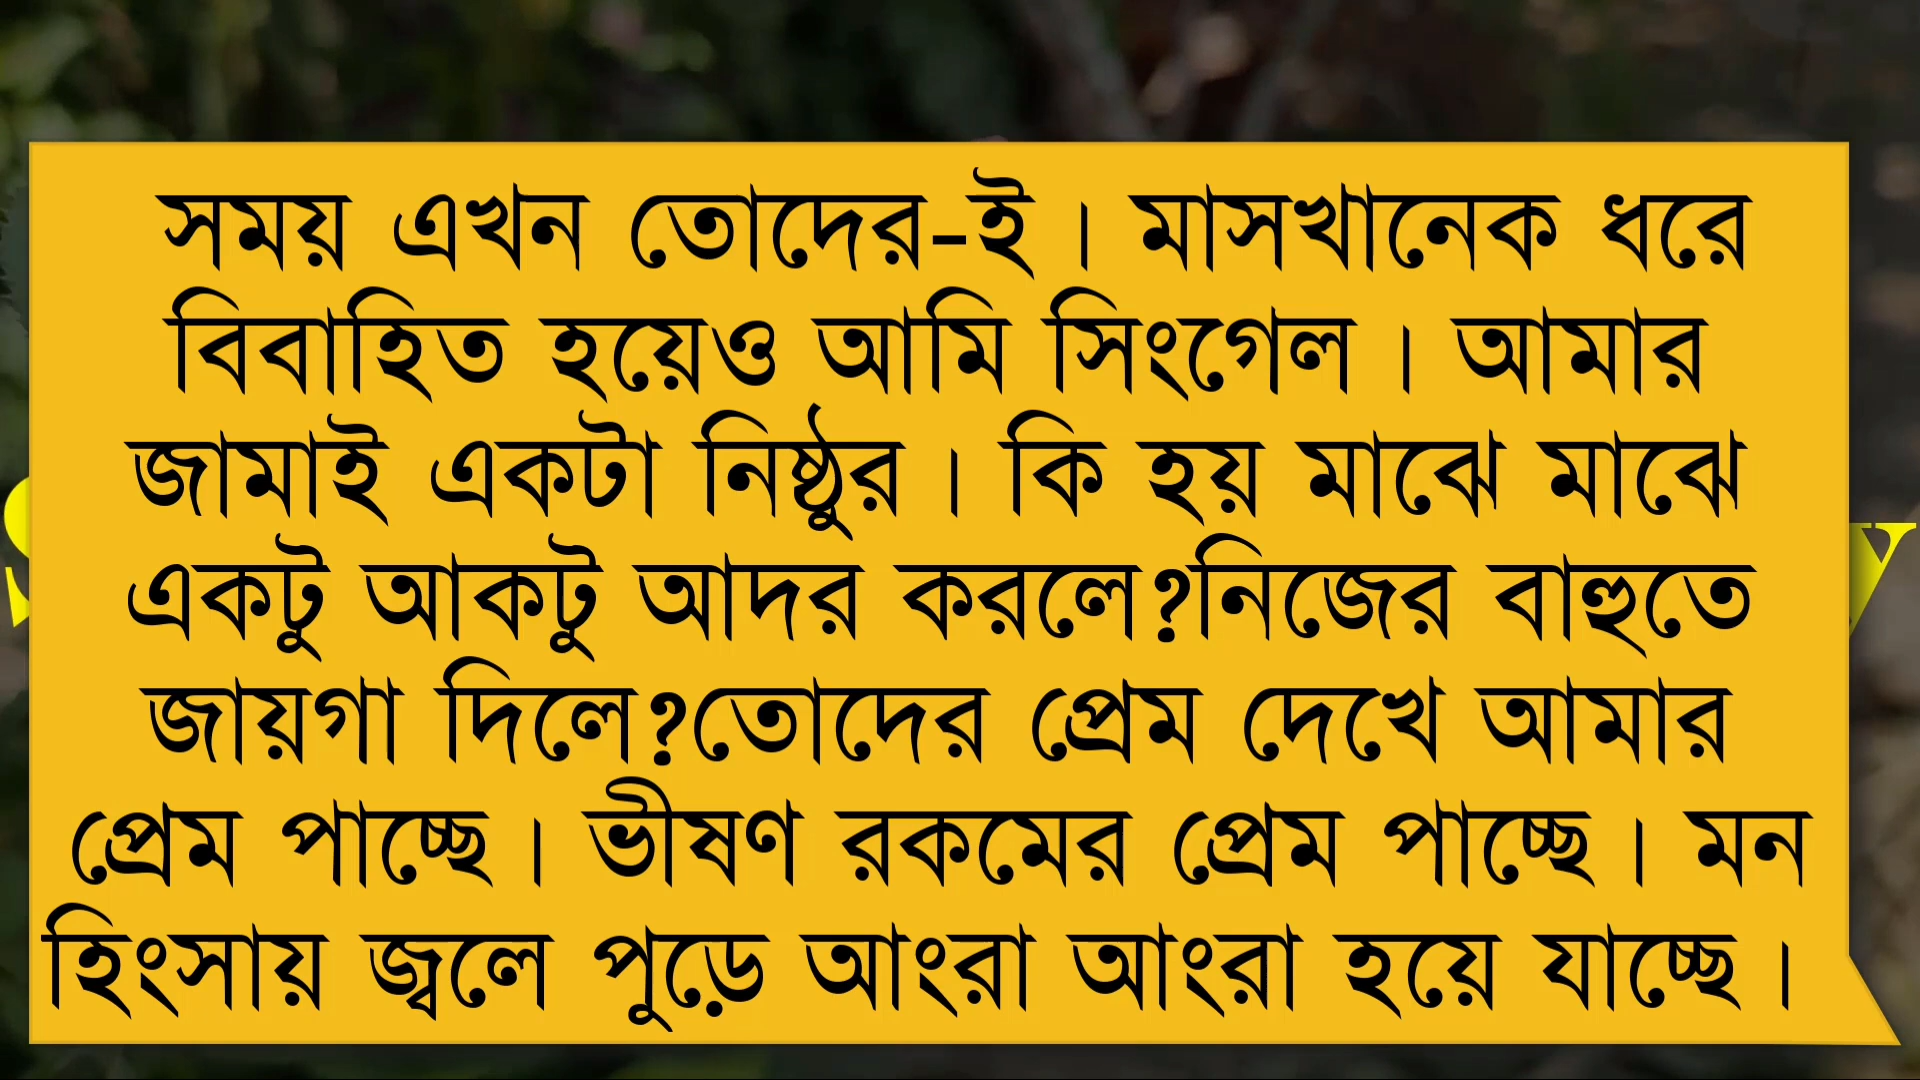 সময় এখন তোদের-ই। মাসখানেক ধরে
বিবাহিত হয়েও আমি সিংগেল। আমার
জামাই একটা নিষ্ঠুর। কি হয় মাঝে মাঝে
একটু আকটু আদর করলে?নিজের বাহুতে
জায়গা দিলে?তোদের প্রেম দেখে আমার
প্রেম পাচ্ছে। ভীষণ রকমের প্রেম পাচ্ছে। মন
হিংসায় জ্বলে পুড়ে আংরা আংরা হয়ে যাচ্ছে।